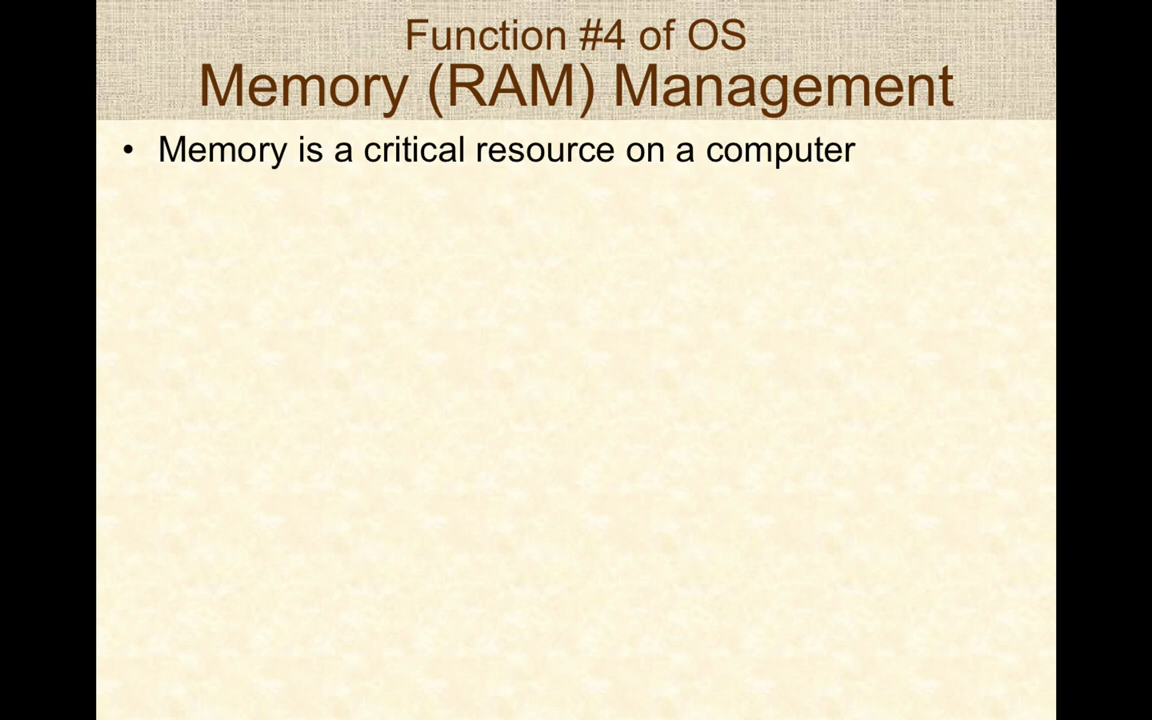 Function #4 of OS
Memory (RAM) Management
• Memory is a critical resource on a computer